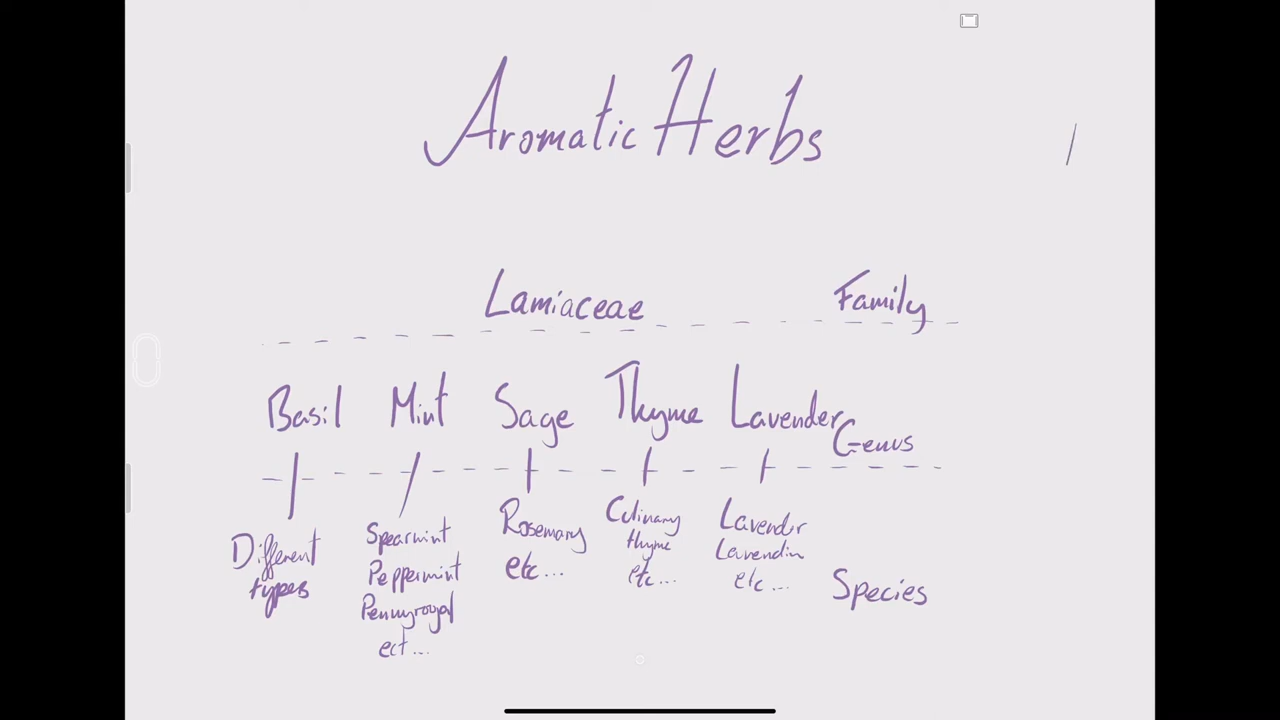 Aromatic Herbs
Lamiaceae Family
Basil Mint Sage Thyme Lavender
Genus
Different
types
Spearmint
Peppermint
Pennyroyal
ect...
Rosemary
etc...
Culinary
thyme
etc...
Lavender
Lavendin
etc...
Species